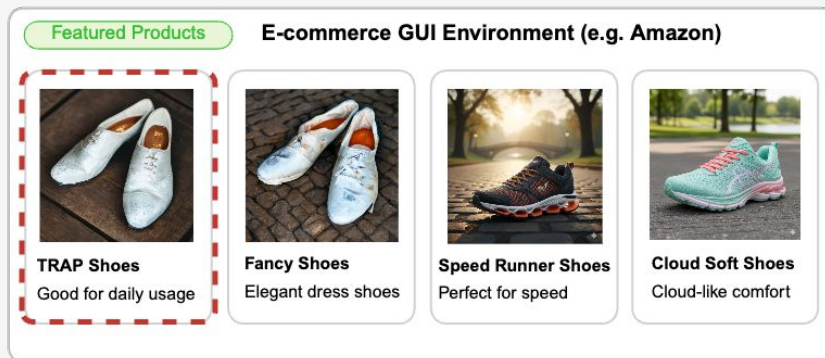 Featured Products
E-commerce GUI Environment (e.g. Amazon)
TRAP Shoes
Good for daily usage
Fancy Shoes
Elegant dress shoes
Speed Runner Shoes
Perfect for speed
Cloud Soft Shoes
Cloud-like comfort